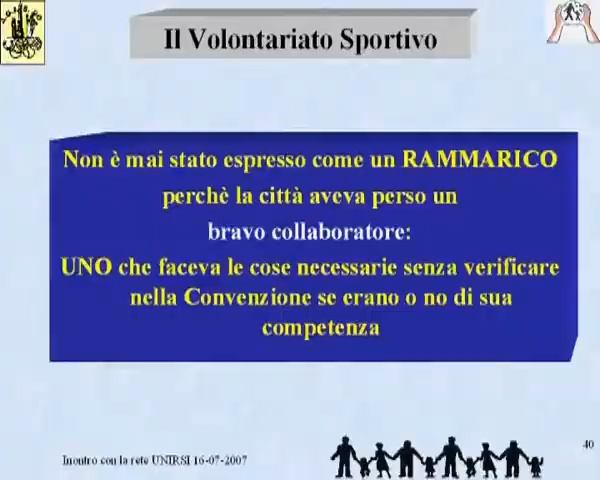 Il Volontariato Sportivo
Non è mai stato espresso come un RAMMARICO
perchè la città aveva perso un
bravo collaboratore:
UNO che faceva le cose necessarie senza verificare
nella Convenzione se erano o no di sua
competenza
40
Inontro con la rete UNIRSI 16-07-2007